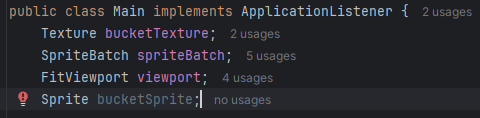 public class Main implements ApplicationListener { 2 usages
Texture bucketTexture; 2 usages
SpriteBatch spriteBatch; 5 usages
FitViewport viewport; 4 usages
Sprite bucketSprite; no usages